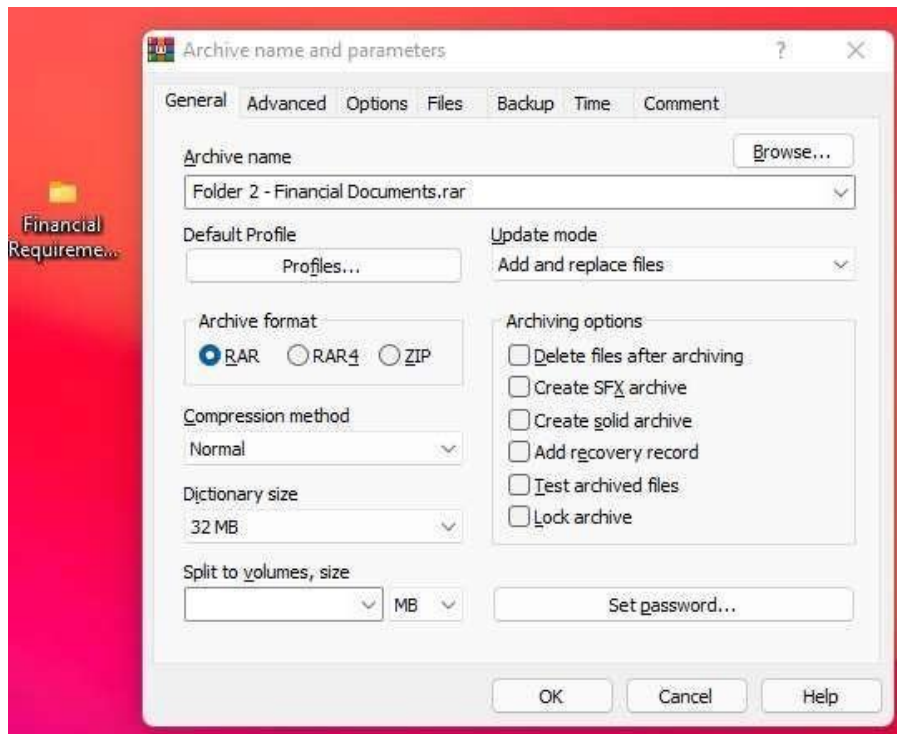 Archive name and parameters
?
General Advanced Options Files Backup Time Comment
Archive name
Browse...
Folder 2 - Financial Documents.rar
Financial
Requireme...
Default Profile
Profiles...
Update mode
Add and replace files
Archive format
RAR RAR4 ZIP
Compression method
Normal
Dictionary size
32 MB
Split to volumes, size
MB
Archiving options
Delete files after archiving
Create SFX archive
Create solid archive
Add recovery record
Test archived files
Lock archive
Set password...
OK Cancel Help